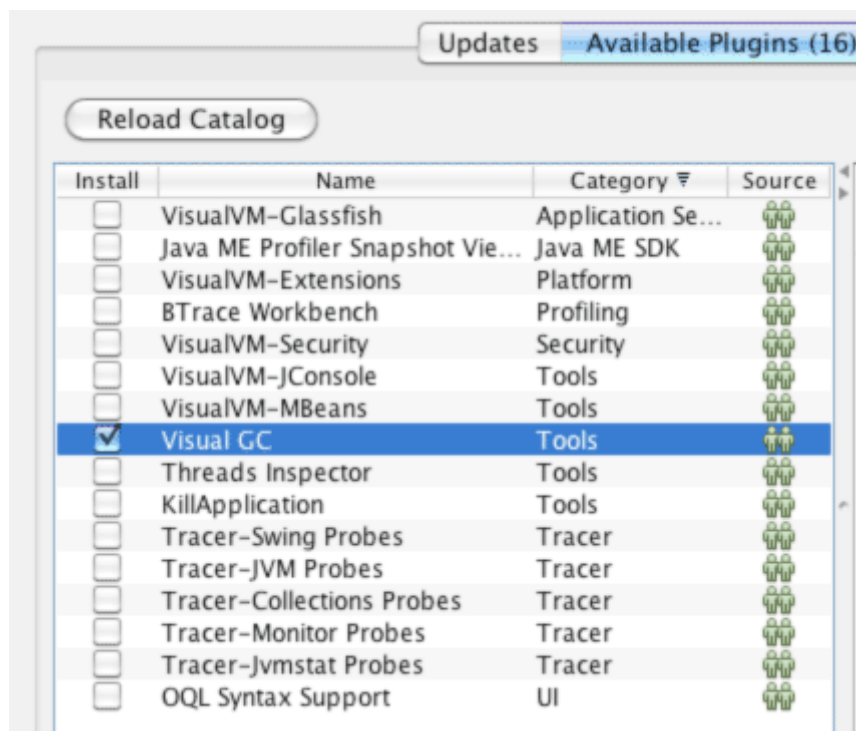 Updates Available Plugins (16)
Reload Catalog
Install Name Category Source
VisualVM-Glassfish Application Se...
Java ME Profiler Snapshot Vie... Java ME SDK
VisualVM-Extensions Platform
BTrace Workbench Profiling
VisualVM-Security Security
VisualVM-JConsole Tools
VisualVM-MBeans Tools
Visual GC Tools
Threads Inspector Tools
KillApplication Tools
Tracer-Swing Probes Tracer
Tracer-JVM Probes Tracer
Tracer-Collections Probes Tracer
Tracer-Monitor Probes Tracer
Tracer-Jvmstat Probes Tracer
OQL Syntax Support UI